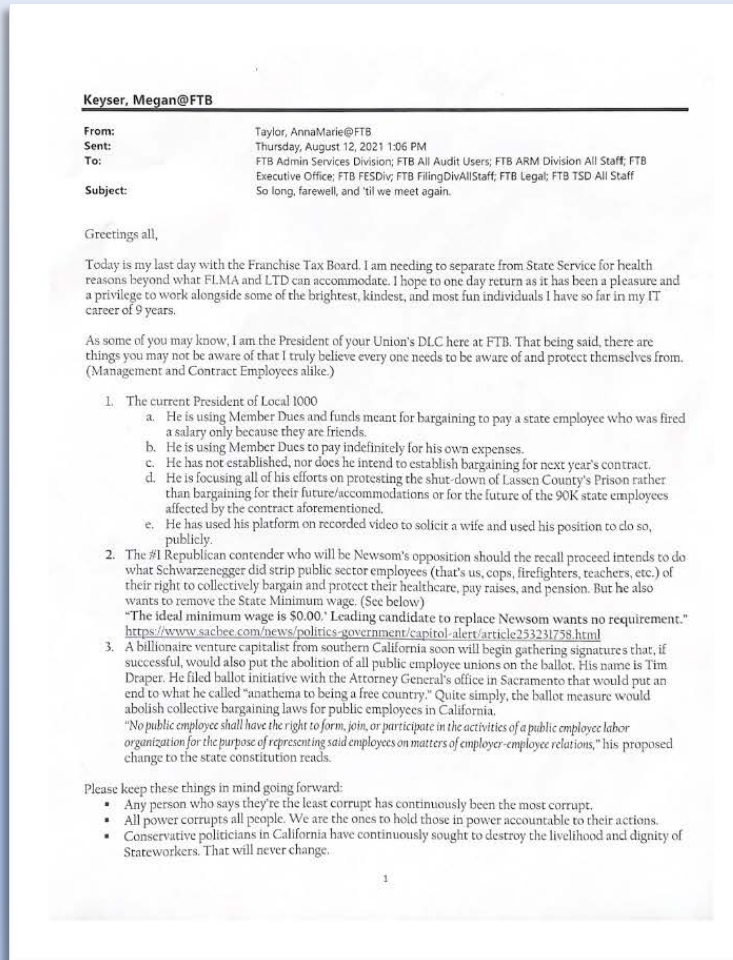 Keyser, Megan@FTB
From: Taylor, AnnaMarie@FTB
Sent: Thursday, August 12, 2021 1:06 PM
To: FTB Admin Services Division; FTB All Audit Users; FTB ARM Division All Staff; FTB
Executive Office; FTB FESDiv; FTB FilingDivAllStaff; FTB Legal; FTB TSD All Staff
Subject: So long, farewell, and 'til we meet again.
Greetings all,
Today is my last day with the Franchise Tax Board. I am needing to separate from State Service for health
reasons beyond what FLMA and LTD can accommodate. I hope to one day return as it has been a pleasure and
a privilege to work alongside some of the brightest, kindest, and most fun individuals I have so far in my IT
career of 9 years.
As some of you may know, I am the President of your Union's DLC here at FTB. That being said, there are
things you may not be aware of that I truly believe every one needs to be aware of and protect themselves from.
(Management and Contract Employees alike.)
1. The current President of Local 1000
a. He is using Member Dues and funds meant for bargaining to pay a state employee who was fired
a salary only because they are friends.
b. He is using Member Dues to pay indefinitely for his own expenses.
c. He has not established, nor does he intend to establish bargaining for next year's contract.
d. He is focusing all of his efforts on protesting the shut-down of Lassen County's Prison rather
than bargaining for their future/accommodations or for the future of the 90K state employees
affected by the contract aforementioned.
e. He has used his platform on recorded video to solicit a wife and used his position to do so,
publicly.
2. The #1 Republican contender who will be Newsom's opposition should the recall proceed intends to do
what Schwarzenegger did strip public sector employees (that's us, cops, firefighters, teachers, etc.) of
their right to collectively bargain and protect their healthcare, pay raises, and pension. But he also
wants to remove the State Minimum wage. (See below)
"The ideal minimum wage is $0.00.' Leading candidate to replace Newsom wants no requirement."
https://www.sacbee.com/news/politics-government/capitol-alert/article253231758.html
3. A billionaire venture capitalist from southern California soon will begin gathering signatures that, if
successful, would also put the abolition of all public employee unions on the ballot. His name is Tim
Draper. He filed ballot initiative with the Attorney General's office in Sacramento that would put an
end to what he called "anathema to being a free country." Quite simply, the ballot measure would
abolish collective bargaining laws for public employees in California.
"No public employee shall have the right to form, join, or participate in the activities of a public employee labor
organization for the purpose of representing said employees on matters of employer-employee relations," his proposed
change to the state constitution reads.
Please keep these things in mind going forward:
▪ Any person who says they're the least corrupt has continuously been the most corrupt.
▪ All power corrupts all people. We are the ones to hold those in power accountable to their actions.
▪ Conservative politicians in California have continuously sought to destroy the livelihood and dignity of
Stateworkers. That will never change.
1